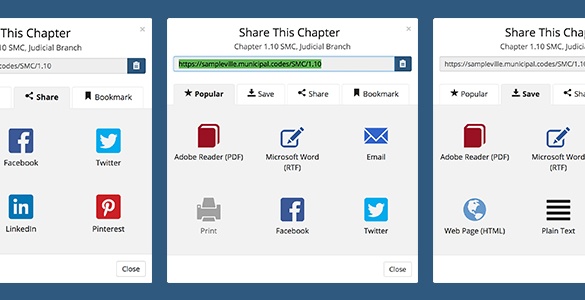 This Chapter
Chapter 1.10 SMC, Judicial Branch
codes/SMC/1.10
Share
Bookmark
Facebook
Twitter
LinkedIn
Pinterest
Close
×
Share This Chapter
Chapter 1.10 SMC, Judicial Branch
https://sampleville.municipal.codes/SMC/1.10
Popular
Save
Share
Bookmark
Adobe Reader (PDF)
Microsoft Word
(RTF)
Email
Print
Facebook
Twitter
Close
×
Share This Chap
Chapter 1.10 SMC, Judicial
https://sampleville.municipal.codes/SMC/1.1
Popular
Save
Sha
Adobe Reader (PDF)
Microsoft Word
(RTF)
Web Page (HTML)
Plain Text